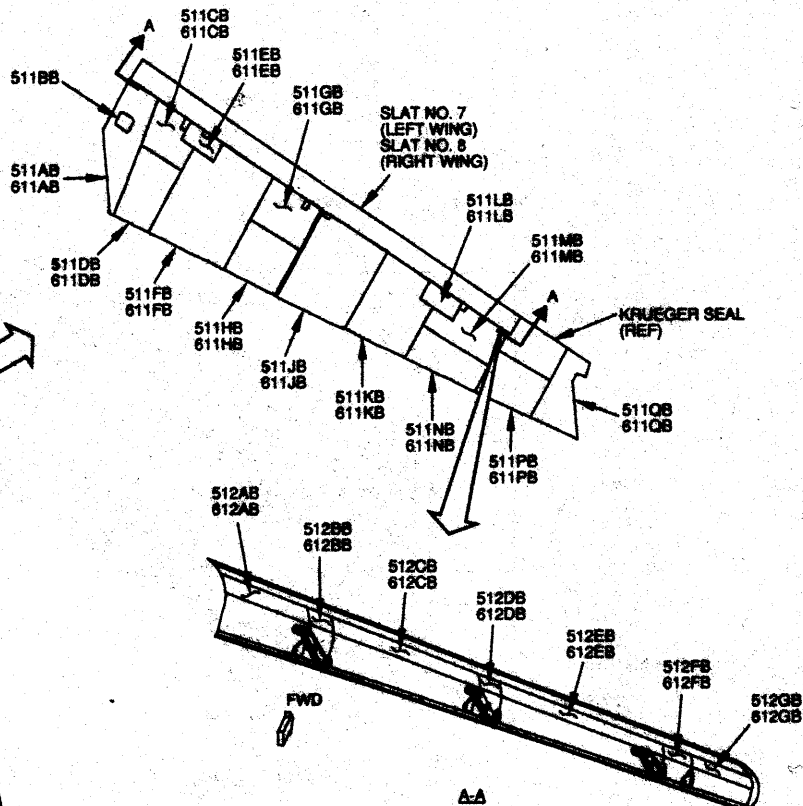 A
511CB
611CB
511EB
611EB
511BB
511GB
611GB
SLAT NO. 7
(LEFT WING)
SLAT NO. 8
(RIGHT WING)
511AB
611AB
511LB
611LB
511MB
611MB
511DB
611DB
A
511FB
611FB
KRUEGER SEAL
(REF)
511HB
611HB
511JB
611JB
511KB
611KB
511NB
611NB
511QB
611QB
511PB
611PB
512AB
612AB
512BB
612BB
512CB
612CB
512DB
612DB
512EB
612EB
512FB
612FB
512GB
612GB
FWD
A-A